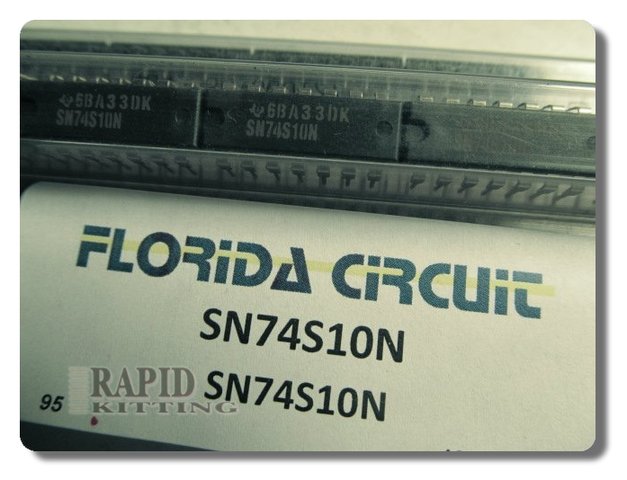 6BA33DK
SN74S10N
6BA33DK
SN74S10N
FLORIDA CIRCUIT
SN74S10N
SN74S10N
95
RAPID
KITTING